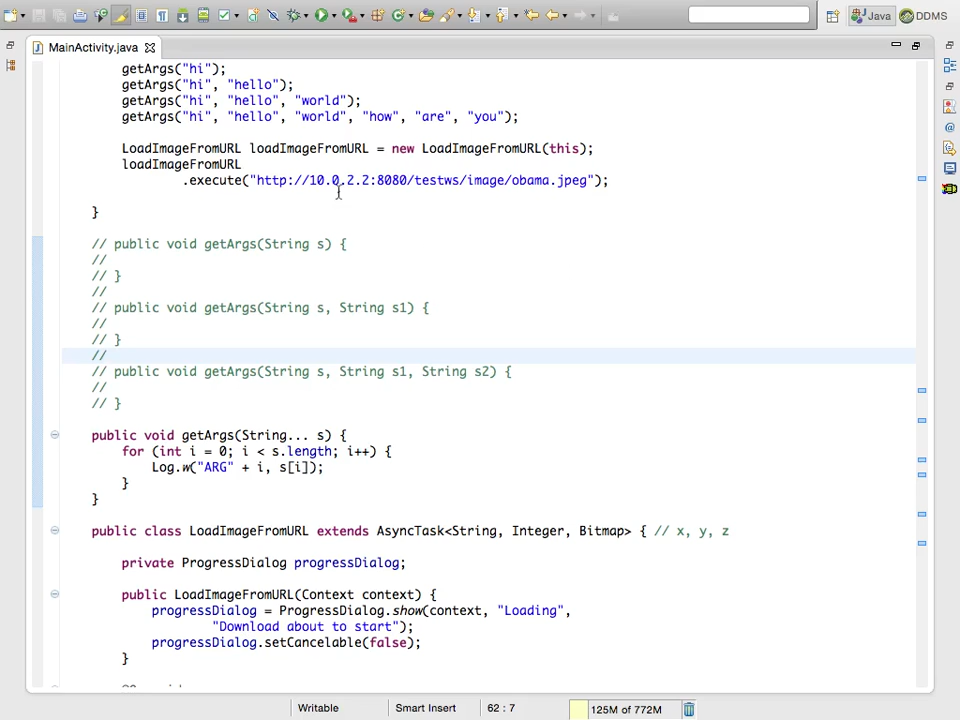 Java
DDMS
MainActivity.java
getArgs("hi");
getArgs("hi", "hello");
getArgs("hi", "hello", "world");
getArgs("hi", "hello", "world", "how", "are", "you");
LoadImageFromURL loadImageFromURL = new LoadImageFromURL(this);
loadImageFromURL
.execute("http://10.0.2.2:8080/testws/image/obama.jpeg");
}
// public void getArgs(String s) {
//
// }
//
// public void getArgs(String s, String s1) {
//
// }
//
// public void getArgs(String s, String s1, String s2) {
//
// }
public void getArgs(String... s) {
for (int i = 0; i < s.length; i++) {
Log.w("ARG" + i, s[i]);
}
}
public class LoadImageFromURL extends AsyncTask<String, Integer, Bitmap> { // x, y, z
private ProgressDialog progressDialog;
public LoadImageFromURL(Context context) {
progressDialog = ProgressDialog.show(context, "Loading",
"Download about to start");
progressDialog.setCancelable(false);
}
Writable
Smart Insert
62 : 7
125M of 772M